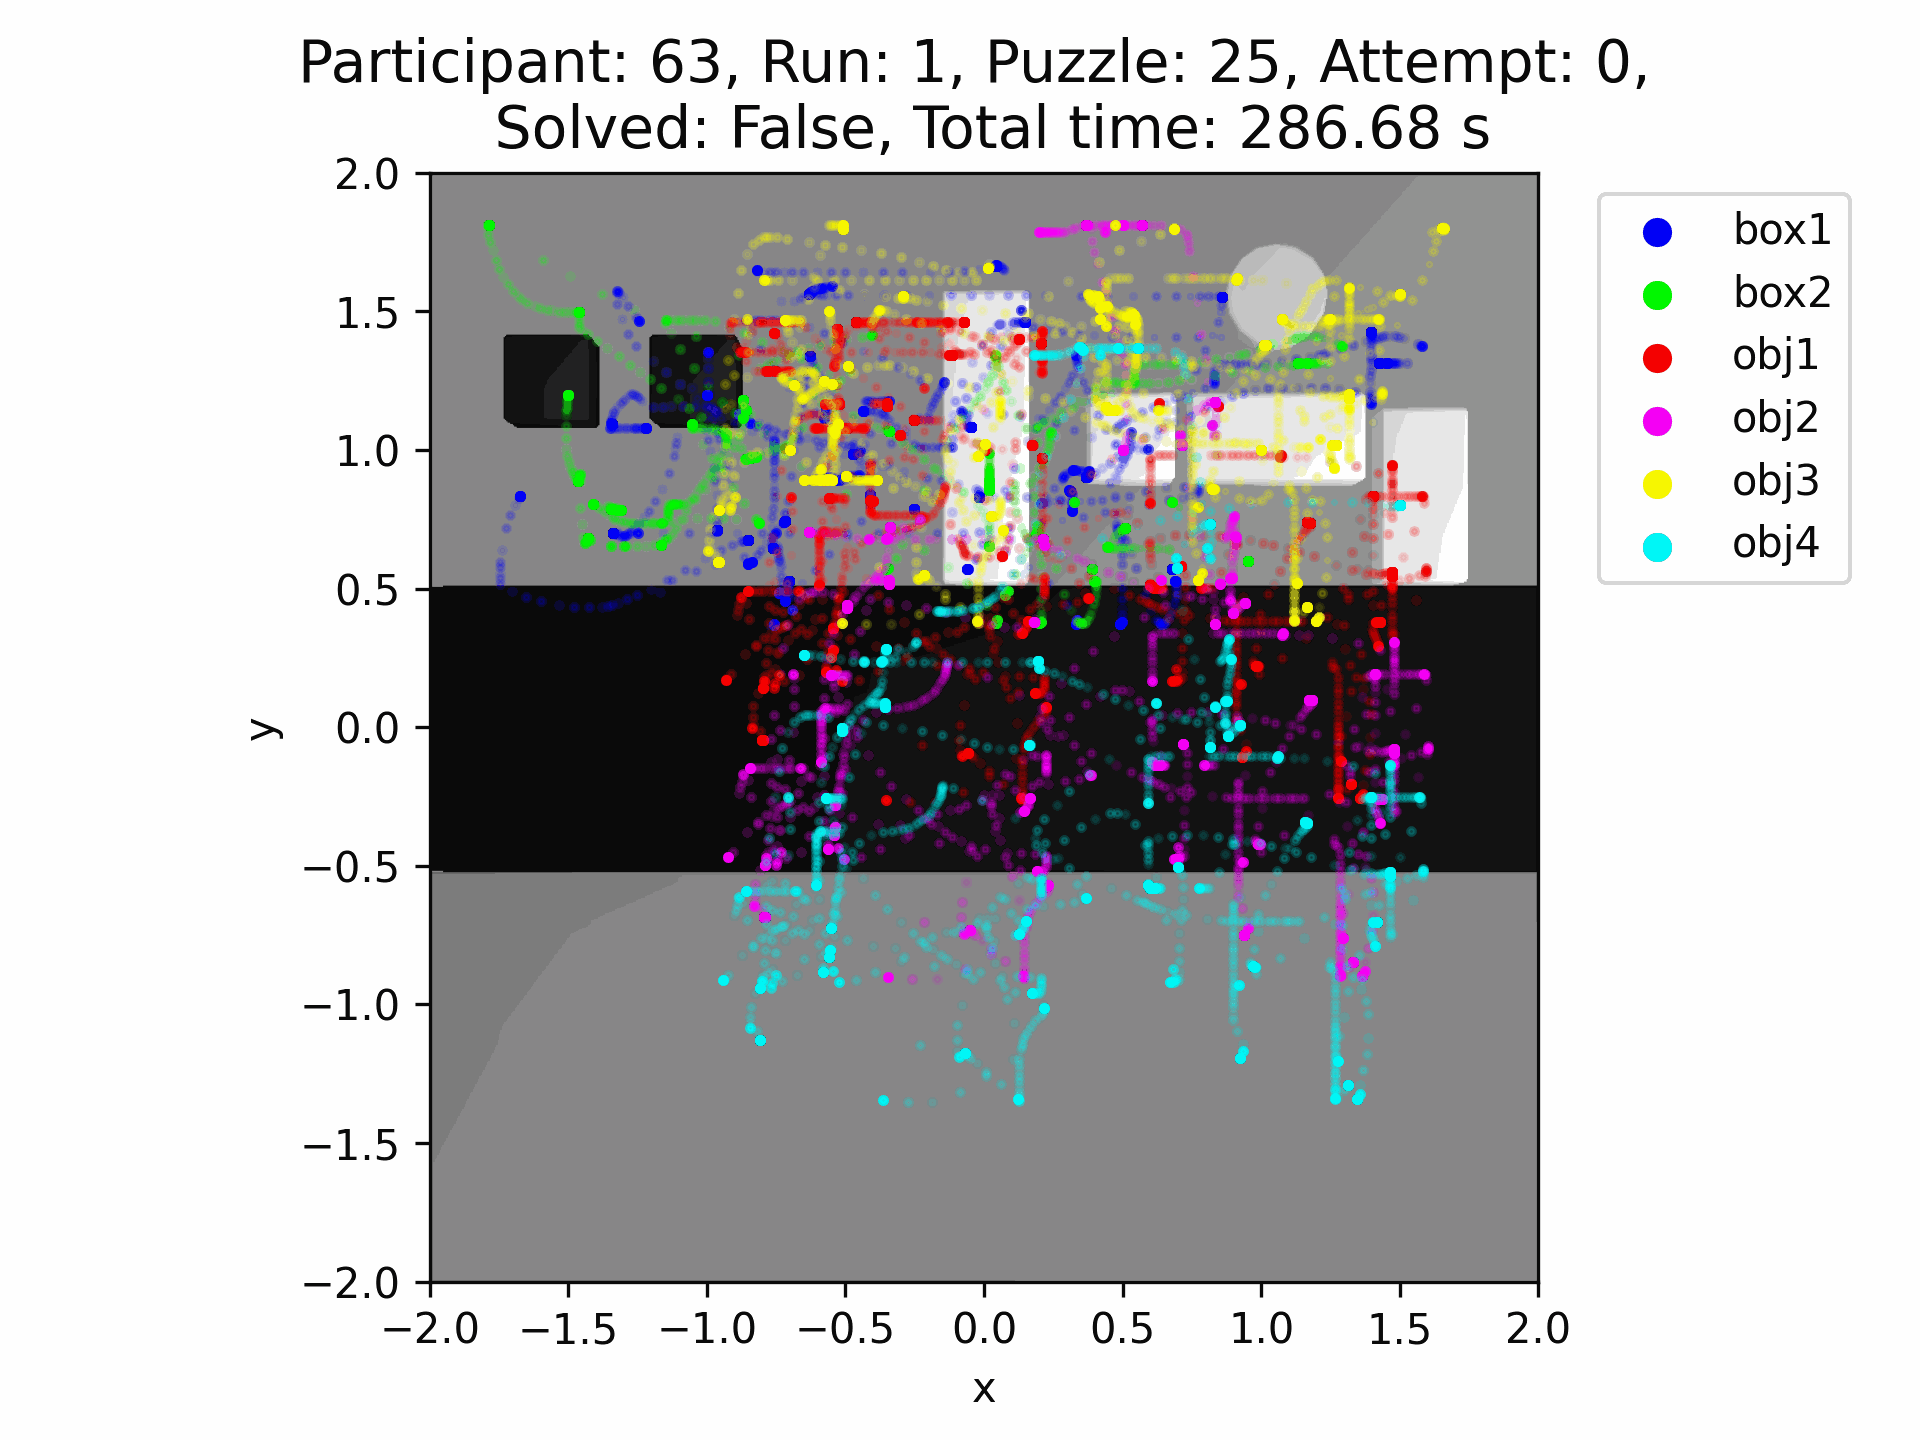 Participant: 63, Run: 1, Puzzle: 25, Attempt: 0,
Solved: False, Total time: 286.68 s
2.0
1.5
1.0
0.5
0.0
−0.5
−1.0
−1.5
−2.0
y
−2.0 −1.5 −1.0 −0.5 0.0 0.5 1.0 1.5 2.0
x
box1
box2
obj1
obj2
obj3
obj4